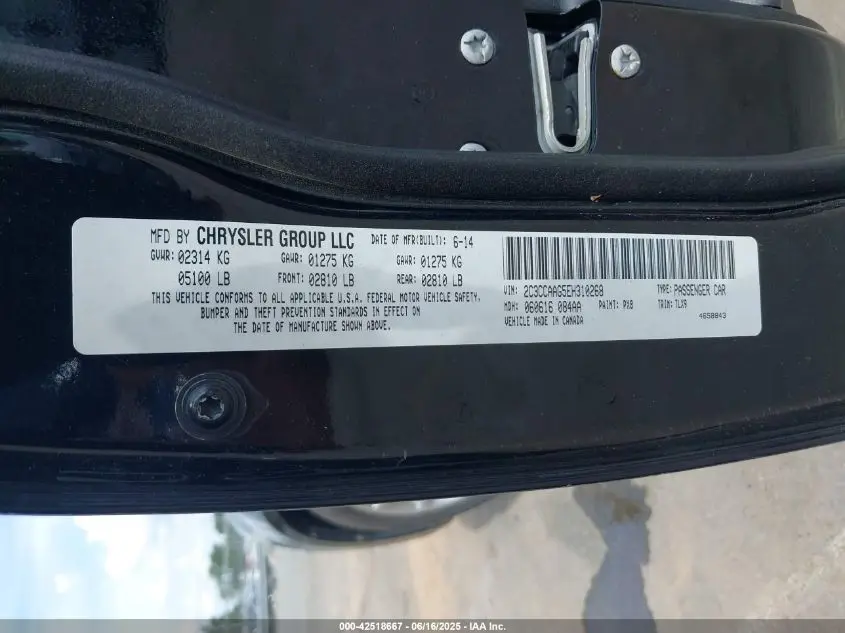 MFD BY CHRYSLER GROUP LLC DATE OF MFR(BUILT): 6-14
GVWR: 02314 KG GAWR: 01275 KG GAWR: 01275 KG
05100 LB FRONT: 02810 LB REAR: 02810 LB
THIS VEHICLE CONFORMS TO ALL APPLICABLE U.S.A. FEDERAL MOTOR VEHICLE SAFETY,
BUMPER AND THEFT PREVENTION STANDARDS IN EFFECT ON
THE DATE OF MANUFACTURE SHOWN ABOVE.
VIN: 2C3CCAAG5EH310268 TYPE: PASSENGER CAR
MDH: 060616 084AA PAINT: PX8 TRIM: TLX9
VEHICLE MADE IN CANADA 4658843
000-42518667 - 06/16/2025 - IAA Inc.